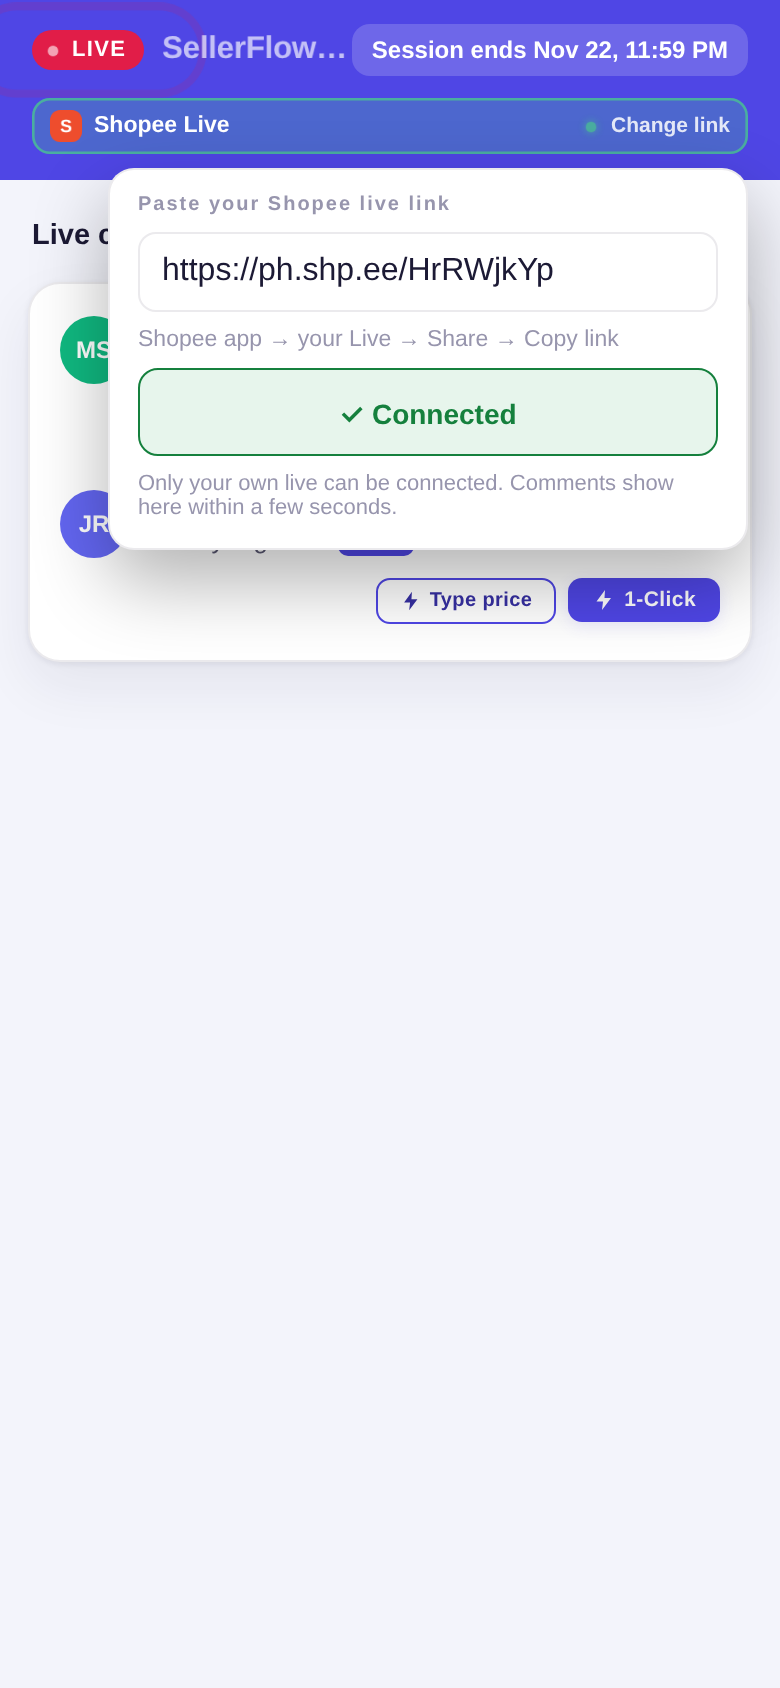 LIVE SellerFlow… Session ends Nov 22, 11:59 PM
S Shopee Live Change link
Paste your Shopee live link
Live
https://ph.shp.ee/HrRWjkYp
MS
Shopee app → your Live → Share → Copy link
✓ Connected
Only your own live can be connected. Comments show
here within a few seconds.
JR
Type price 1-Click